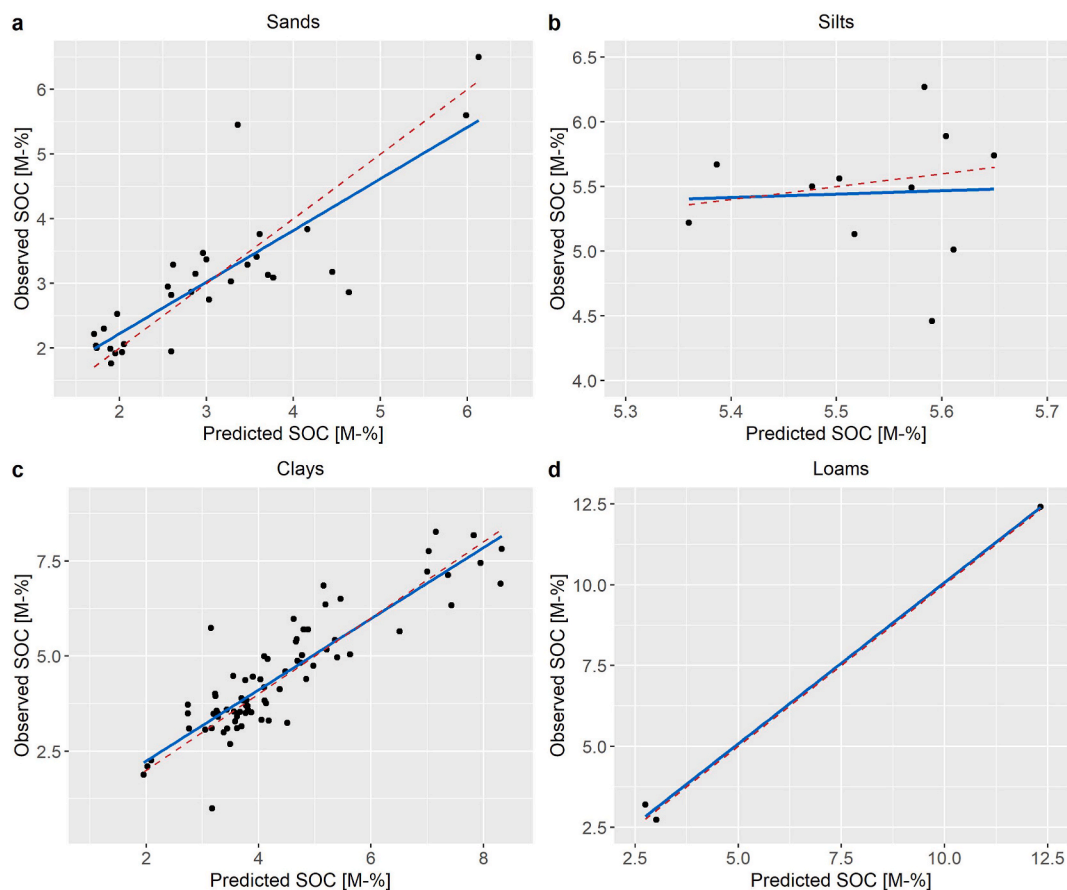 a
Sands
Observed SOC [M-%]
6
5
4
3
2
2 3 4 5 6
Predicted SOC [M-%]
b
Silts
Observed SOC [M-%]
6.5
6.0
5.5
5.0
4.5
4.0
5.3 5.4 5.5 5.6 5.7
Predicted SOC [M-%]
c
Clays
Observed SOC [M-%]
7.5
5.0
2.5
2 4 6 8
Predicted SOC [M-%]
d
Loams
Observed SOC [M-%]
12.5
10.0
7.5
5.0
2.5
2.5 5.0 7.5 10.0 12.5
Predicted SOC [M-%]